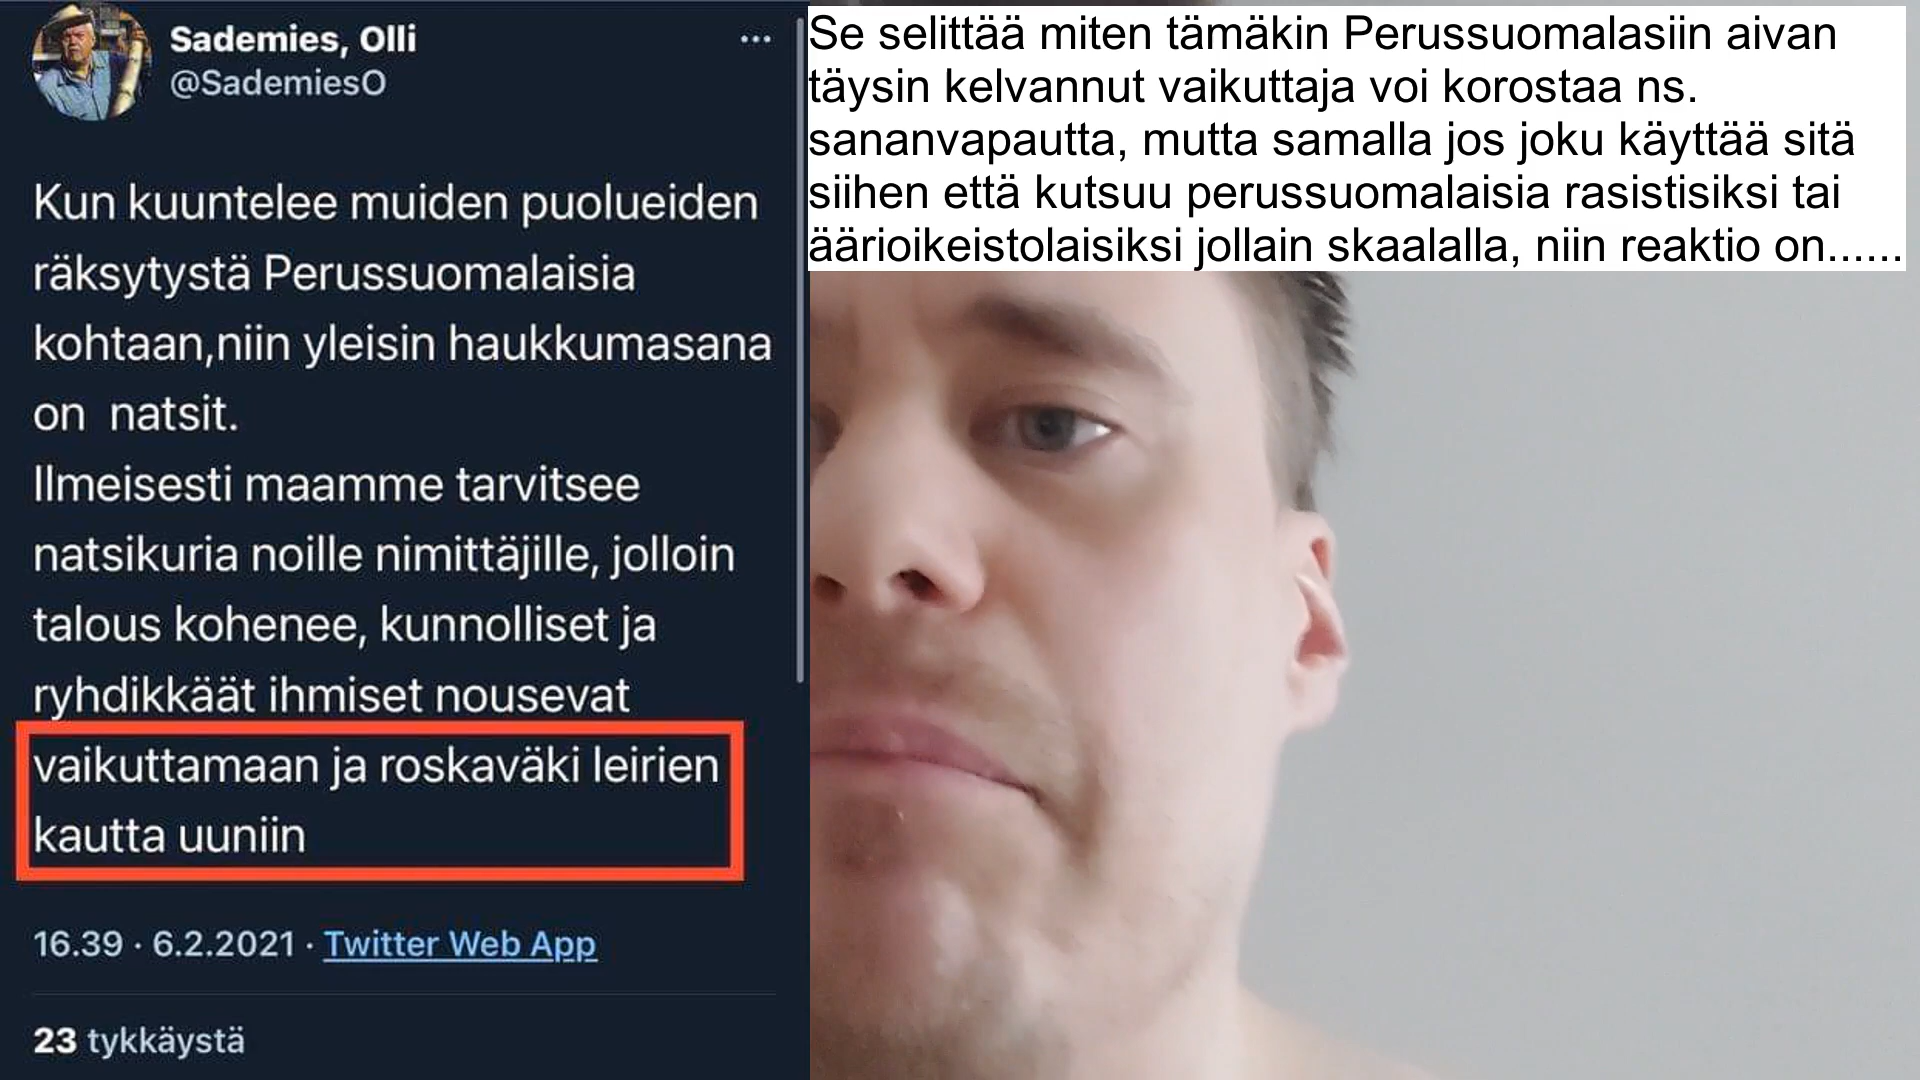 Sademies, Olli
@SademiesO
Kun kuuntelee muiden puolueiden
räksytystä Perussuomalaisia
kohtaan,niin yleisin haukkumasana
on natsit.
Ilmeisesti maamme tarvitsee
natsikuria noille nimittäjille, jolloin
talous kohenee, kunnolliset ja
ryhdikkäät ihmiset nousevat
vaikuttamaan ja roskaväki leirien
kautta uuniin
16.39 · 6.2.2021 · Twitter Web App
23 tykkäystä
Se selittää miten tämäkin Perussuomalasiin aivan
täysin kelvannut vaikuttaja voi korostaa ns.
sananvapautta, mutta samalla jos joku käyttää sitä
siihen että kutsuu perussuomalaisia rasistisiksi tai
äärioikeistolaisiksi jollain skaalalla, niin reaktio on......